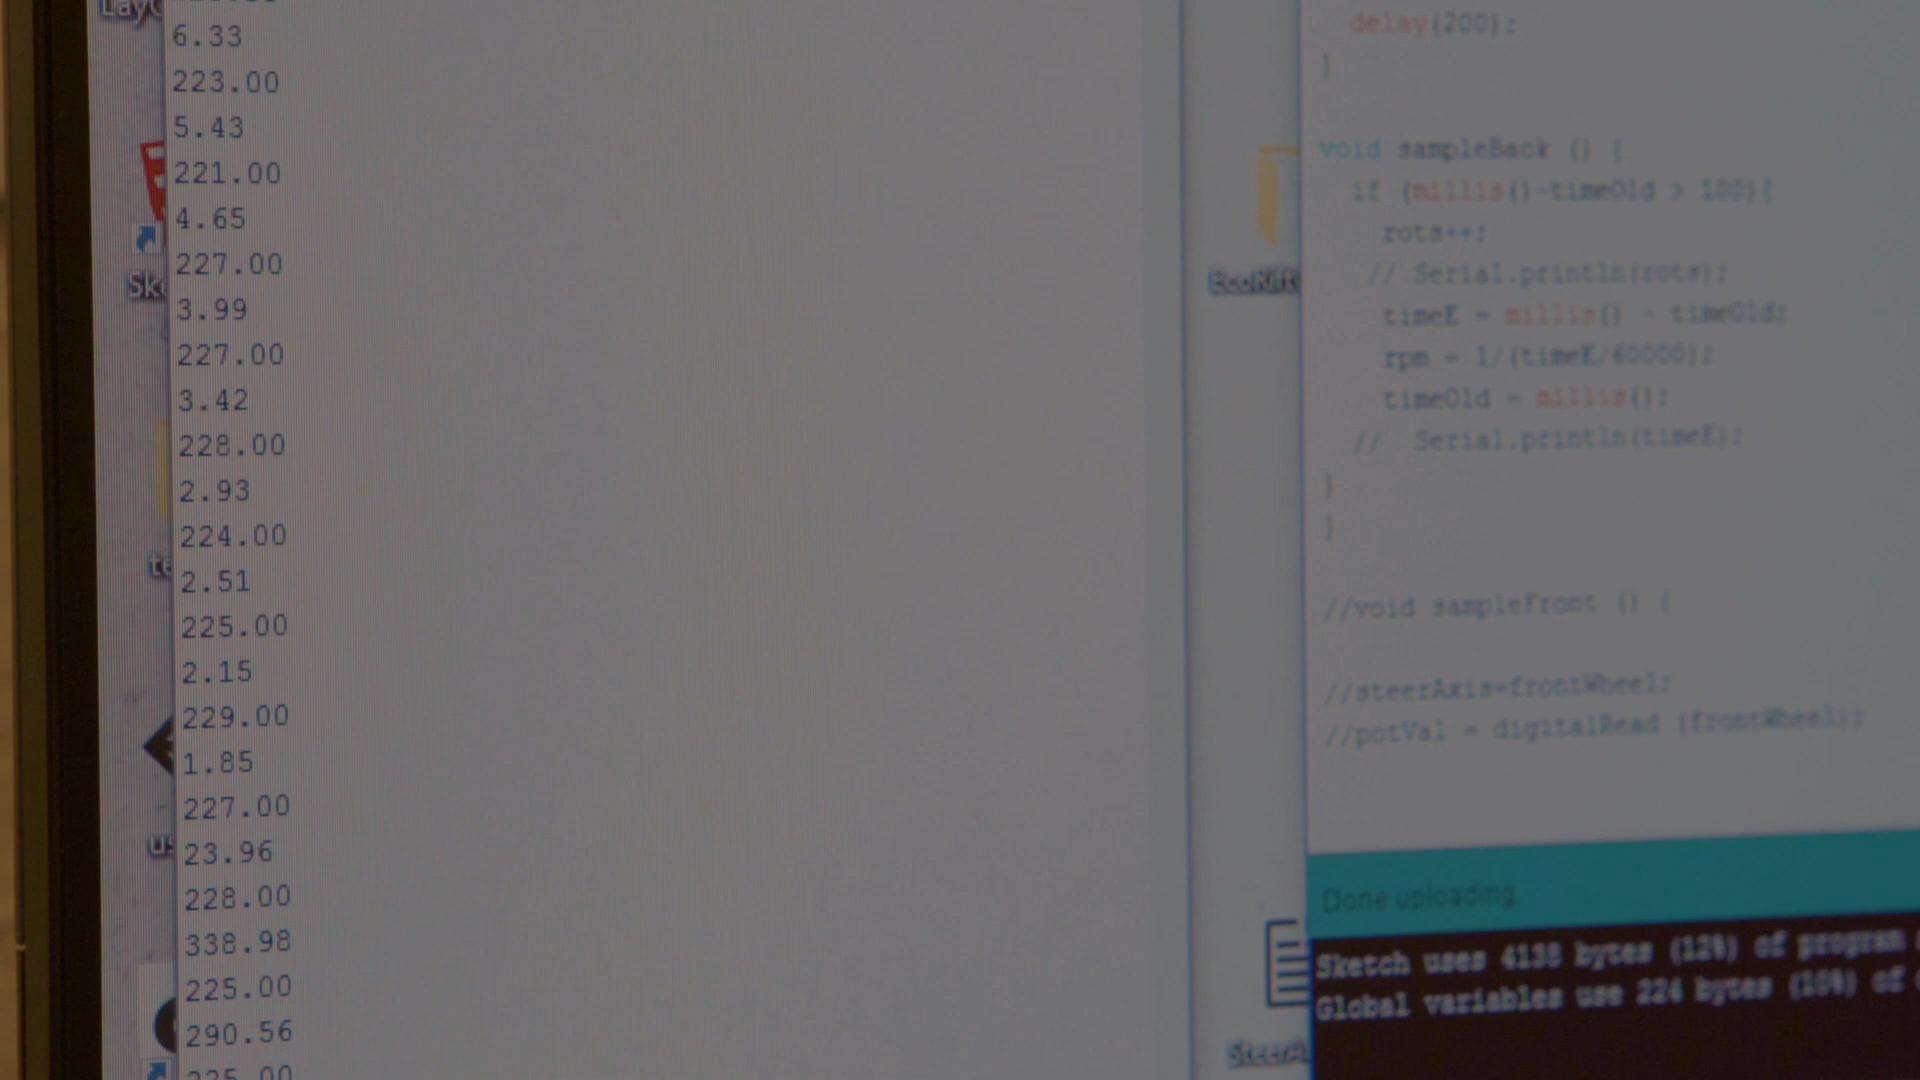 6.33
223.00
5.43
221.00
4.65
227.00
3.99
227.00
3.42
228.00
2.93
224.00
2.51
225.00
2.15
229.00
1.85
227.00
23.96
228.00
338.98
225.00
290.56
225.00
delay(200);
}
void sampleBack () {
if (millis()-timeOld > 100){
rots++;
// Serial.println(rots);
timeE = millis() - timeOld;
rpm = 1/(timeE/60000);
timeOld = millis();
// Serial.println(timeE);
}
}
//void sampleFront () {
//steerAxis=frontWheel;
//potVal = digitalRead (frontWheel);
Done uploading
Sketch uses 4138 bytes (12%) of program
Global variables use 224 bytes (10%) of